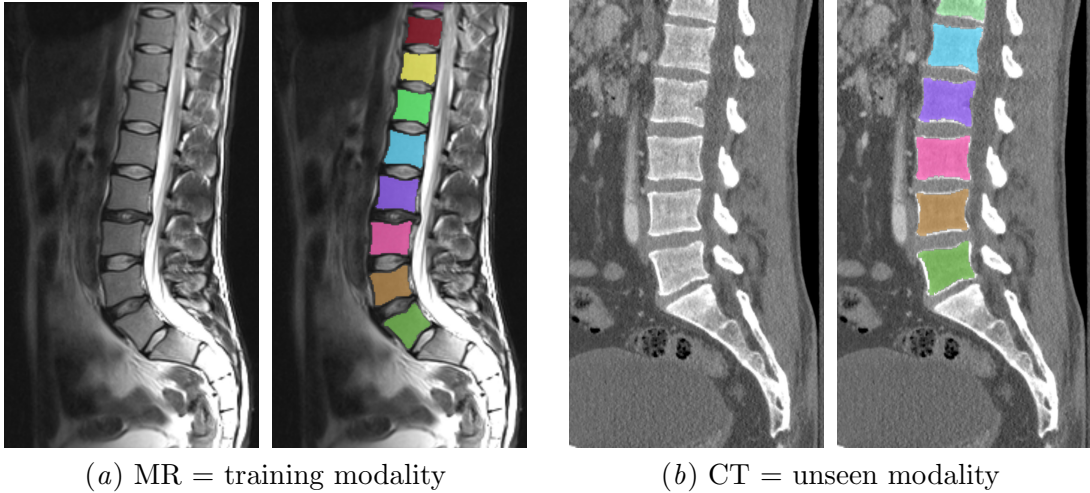 (a) MR = training modality
(b) CT = unseen modality